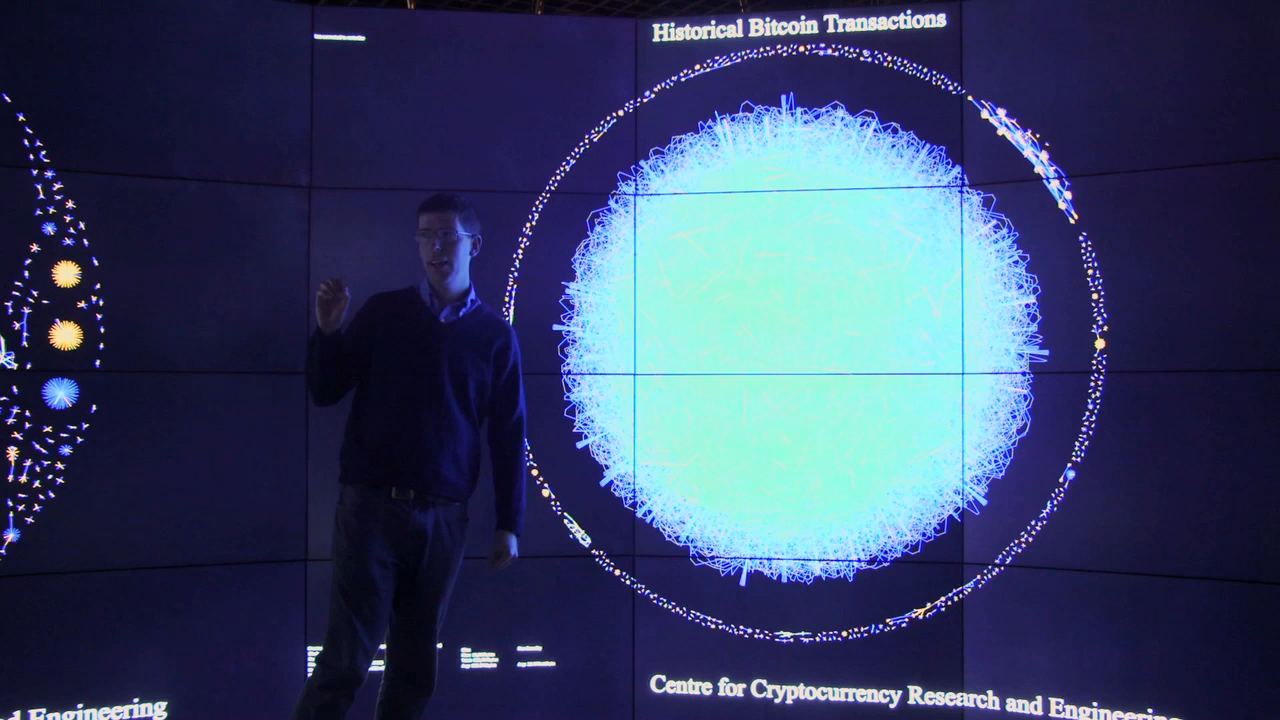 Historical Bitcoin Transactions
Centre for Cryptocurrency Research and Engineering
d Engineering